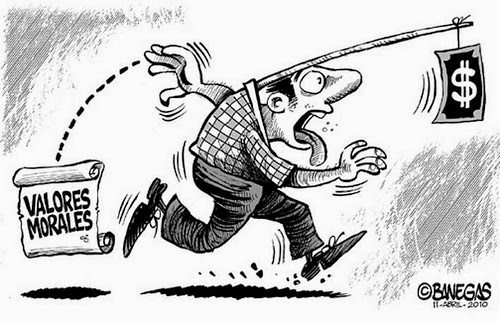 VALORES
MORALES
$
©BANEGAS
11-ABRIL-2010